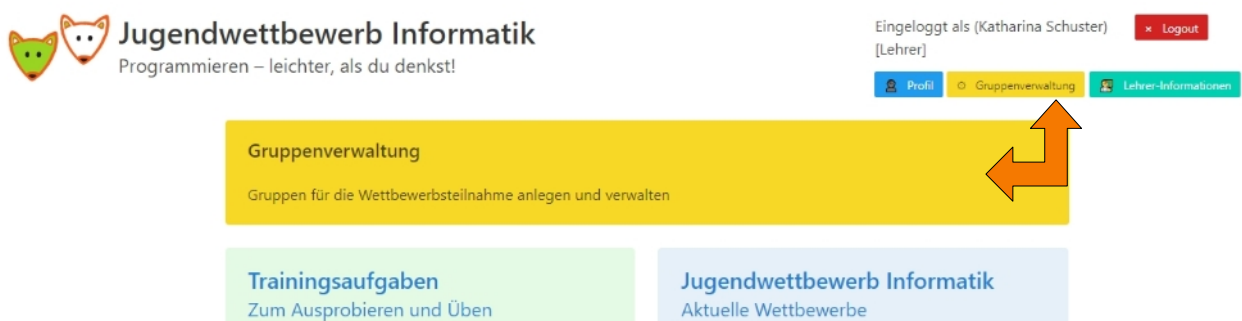 Jugendwettbewerb Informatik
Programmieren – leichter, als du denkst!
Eingeloggt als (Katharina Schuster)
[Lehrer]
× Logout
Profil
Gruppenverwaltung
Lehrer-Informationen
Gruppenverwaltung
Gruppen für die Wettbewerbsteilnahme anlegen und verwalten
Trainingsaufgaben
Zum Ausprobieren und Üben
Jugendwettbewerb Informatik
Aktuelle Wettbewerbe